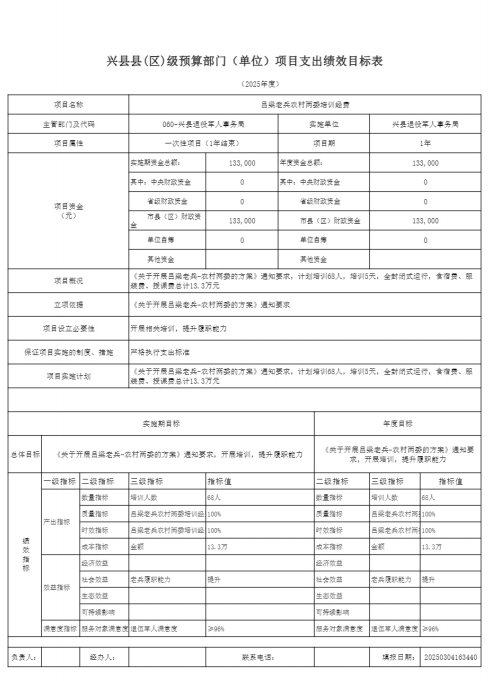 兴县县(区)级预算部门（单位）项目支出绩效目标表
（2025年度）
项目名称 吕梁老兵农村两委培训经费
主管部门及代码 060-兴县退役军人事务局 实施单位 兴县退役军人事务局
项目属性 一次性项目（1年结束） 项目期 1年
项目资金（元）
实施期资金总额： 133,000 年度资金总额： 133,000
其中：中央财政资金 0 其中：中央财政资金 0
省级财政资金 0 省级财政资金 0
市县（区）财政资金 133,000 市县（区）财政资金 133,000
单位自筹 0 单位自筹 0
其他资金 其他资金
项目概况 《关于开展吕梁老兵-农村两委的方案》通知要求，计划培训68人，培训5天，全封闭式运行，食宿费、服
装费、授课费总计13.3万元
立项依据 《关于开展吕梁老兵-农村两委的方案》通知要求
项目设立必要性 开展相关培训，提升履职能力
保证项目实施的制度、措施 严格执行支出标准
项目实施计划 《关于开展吕梁老兵-农村两委的方案》通知要求，计划培训68人，培训5天，全封闭式运行，食宿费、服
装费、授课费总计13.3万元
实施期目标 年度目标
总体目标 《关于开展吕梁老兵-农村两委的方案》通知要求，开展培训，提升履职能力 《关于开展吕梁老兵-农村两委的方案》通知要
求，开展培训，提升履职能力
绩效指标
一级指标 二级指标 三级指标 指标值 二级指标 三级指标 指标值
产出指标
数量指标 培训人数 68人 数量指标 培训人数 68人
质量指标 吕梁老兵农村两委培训经 100% 质量指标 吕梁老兵农村两 100%
时效指标 吕梁老兵农村两委培训经 100% 时效指标 吕梁老兵农村两 100%
成本指标 金额 13.3万 成本指标 金额 13.3万
效益指标
经济效益 经济效益
社会效益 老兵履职能力 提升 社会效益 老兵履职能力 提升
生态效益 生态效益
可持续影响 可持续影响
满意度指标 服务对象满意度 退伍军人满意度 ≥96% 服务对象满意度 退伍军人满意度 ≥96%
负责人： 经办人： 联系电话： 填报日期： 20250304163440